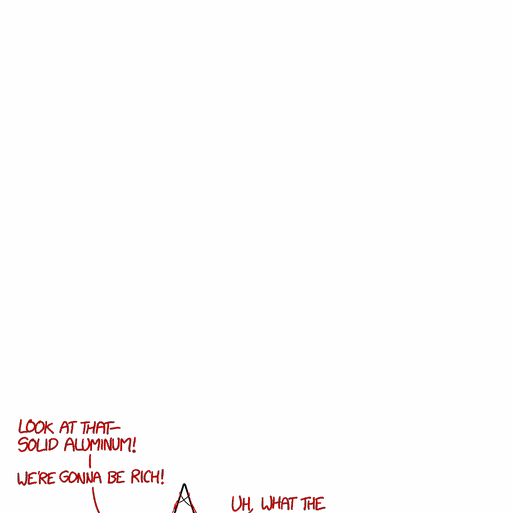 LOOK AT THAT—
SOLID ALUMINUM!
WE'RE GONNA BE RICH!
UH, WHAT THE